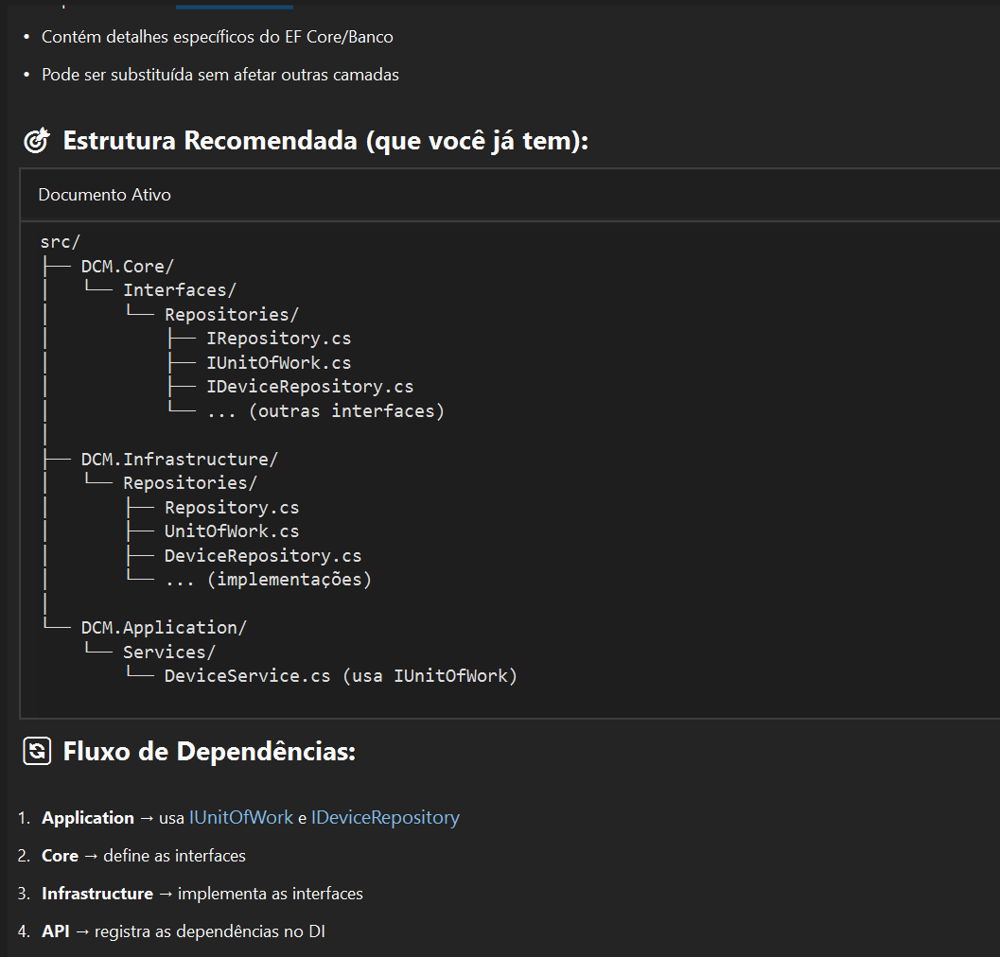 • Contém detalhes específicos do EF Core/Banco
• Pode ser substituída sem afetar outras camadas
Estrutura Recomendada (que você já tem):
Documento Ativo
src/
├── DCM.Core/
│   └── Interfaces/
│       └── Repositories/
│           ├── IRepository.cs
│           ├── IUnitOfWork.cs
│           ├── IDeviceRepository.cs
│           └── ... (outras interfaces)
│
├── DCM.Infrastructure/
│   └── Repositories/
│       ├── Repository.cs
│       ├── UnitOfWork.cs
│       ├── DeviceRepository.cs
│       └── ... (implementações)
│
└── DCM.Application/
    └── Services/
        └── DeviceService.cs (usa IUnitOfWork)
Fluxo de Dependências:
1. Application → usa IUnitOfWork e IDeviceRepository
2. Core → define as interfaces
3. Infrastructure → implementa as interfaces
4. API → registra as dependências no DI